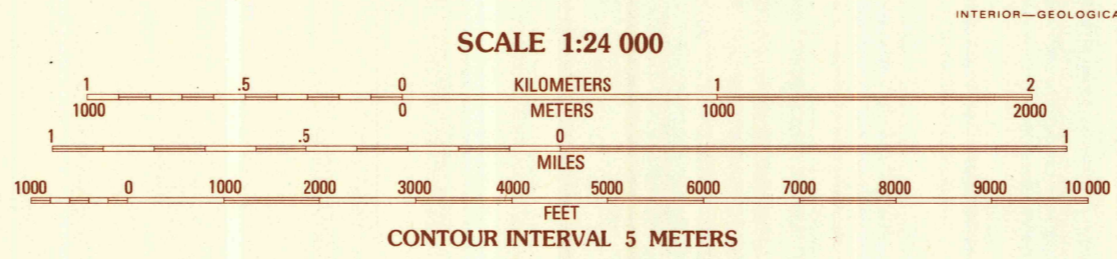 INTERIOR—GEOLOGICA
SCALE 1:24 000
1 .5 0 KILOMETERS 1 2
1000 0 METERS 1000 2000
1 .5 0 1
MILES
1000 0 1000 2000 3000 4000 5000 6000 7000 8000 9000 10 000
FEET
CONTOUR INTERVAL 5 METERS